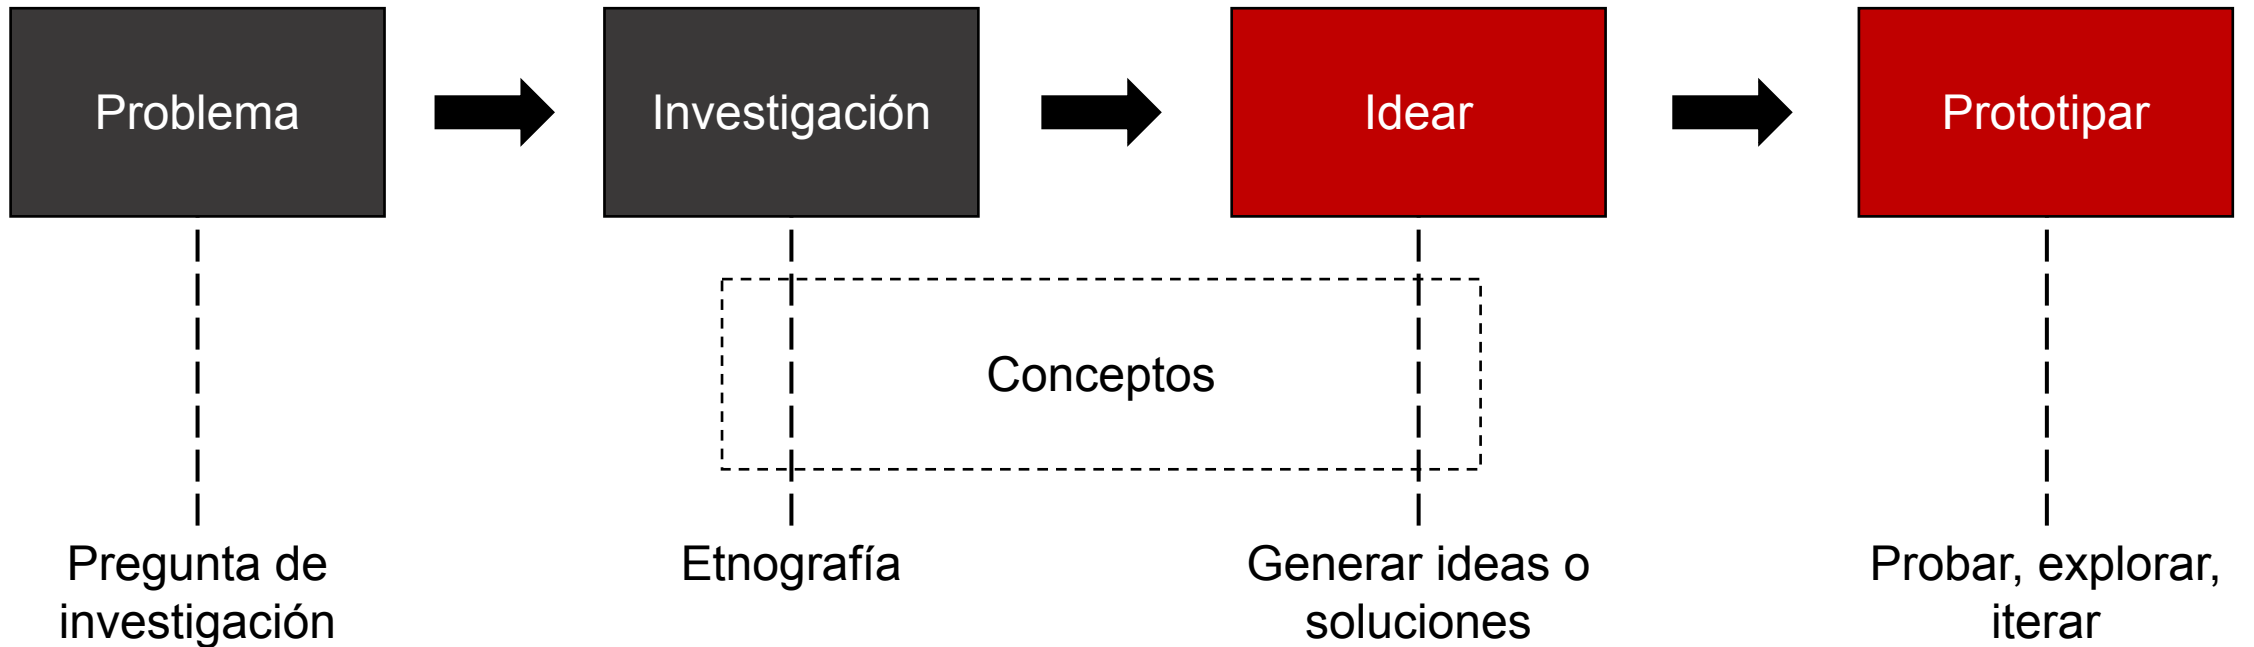 Problema
Investigación
Idear
Prototipar
Conceptos
Pregunta de
investigación
Etnografía
Generar ideas o
soluciones
Probar, explorar,
iterar